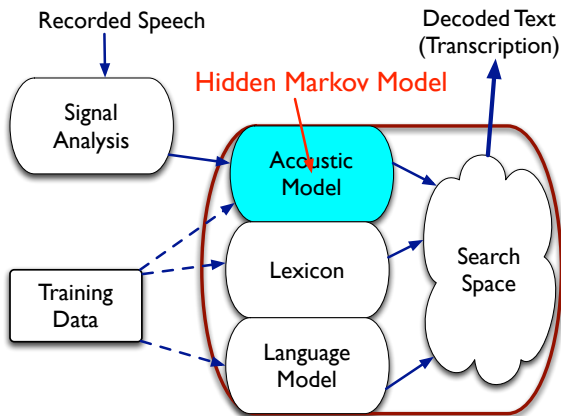 Recorded Speech
Decoded Text
(Transcription)
Hidden Markov Model
Signal
Analysis
Acoustic
Model
Lexicon
Search
Space
Training
Data
Language
Model